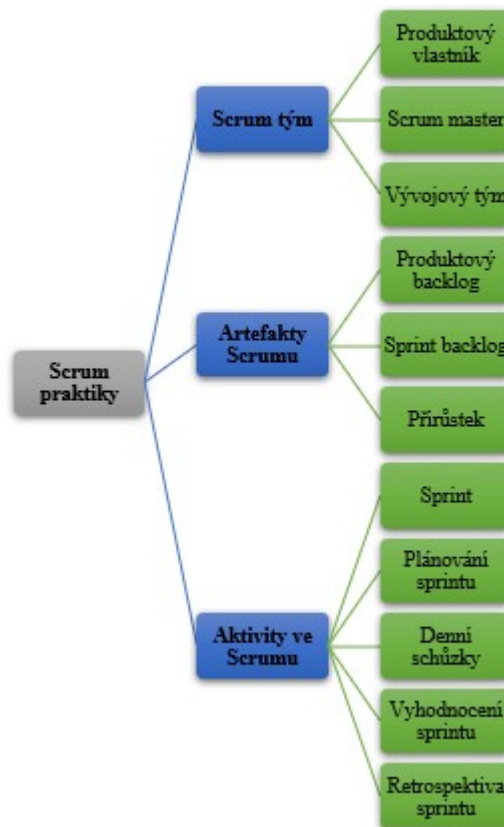 Scrum praktiky
Scrum tým
Produktový vlastník
Scrum master
Vývojový tým
Artefakty Scrumu
Produktový backlog
Sprint backlog
Přírůstek
Aktivity ve Scrumu
Sprint
Plánování sprintu
Denní schůzky
Vyhodnocení sprintu
Retrospektiva sprintu